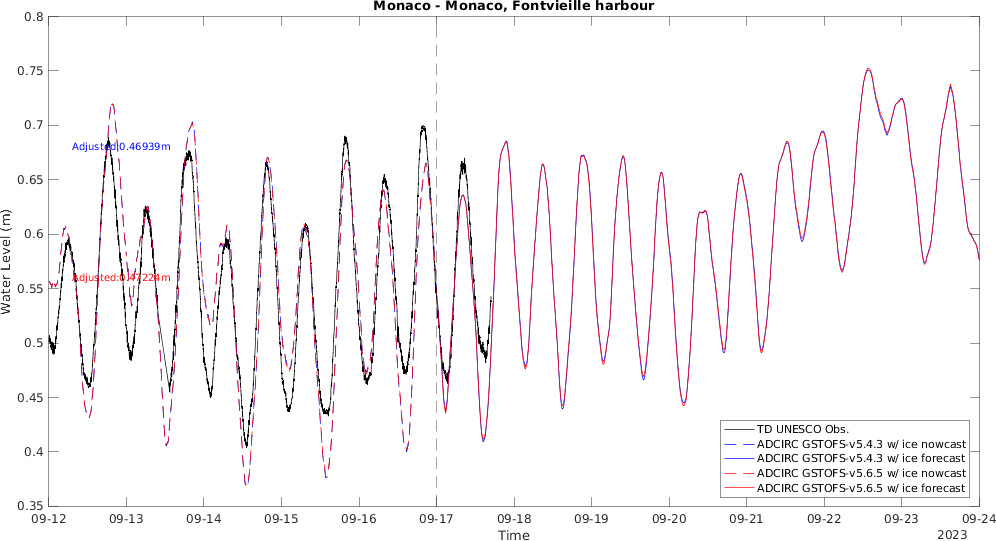 Monaco - Monaco, Fontvieille harbour
0.8
0.75
0.7
0.65
0.6
0.55
0.5
0.45
0.4
0.35
Water Level (m)
Adjusted:0.46939m
Adjusted:0.47224m
TD UNESCO Obs.
ADCIRC GSTOFS-v5.4.3 w/ ice nowcast
ADCIRC GSTOFS-v5.4.3 w/ ice forecast
ADCIRC GSTOFS-v5.6.5 w/ ice nowcast
ADCIRC GSTOFS-v5.6.5 w/ ice forecast
09-12 09-13 09-14 09-15 09-16 09-17 09-18 09-19 09-20 09-21 09-22 09-23 09-24
Time
2023